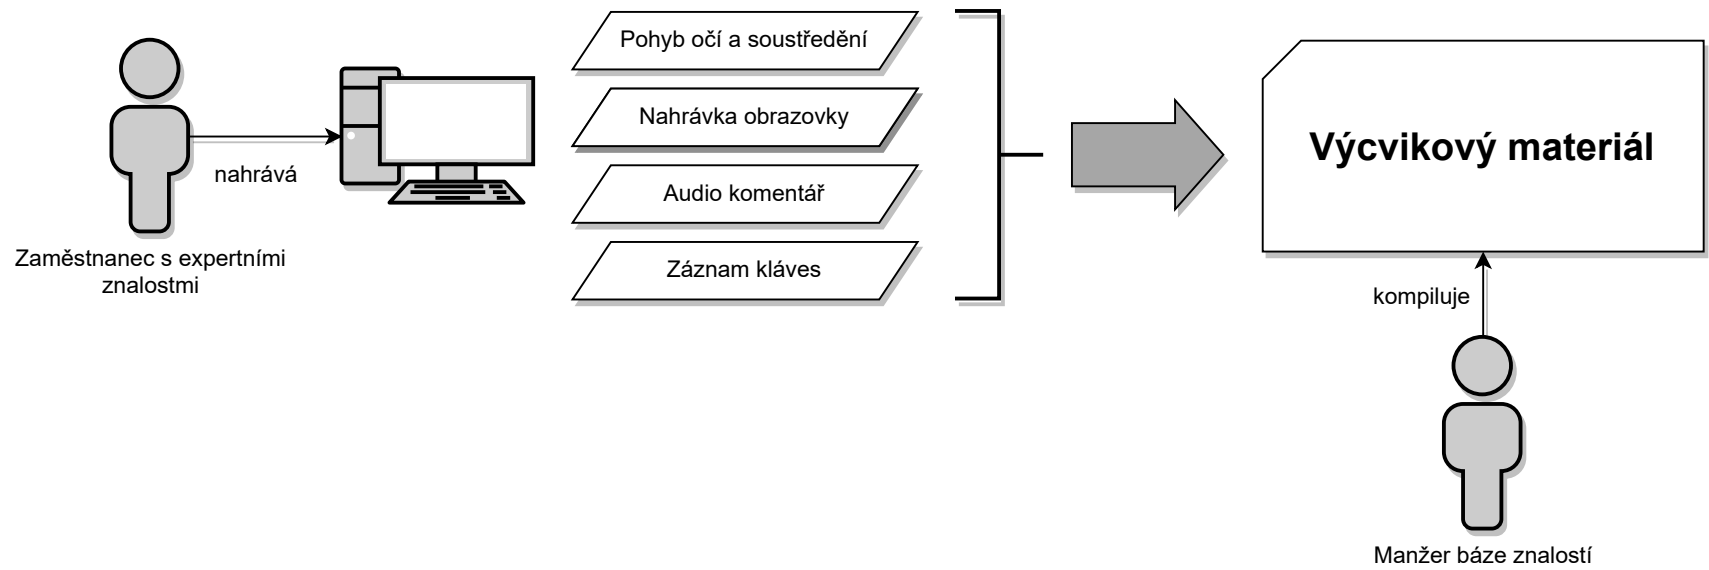 Pohyb očí a soustředění
Nahrávka obrazovky
Audio komentář
Záznam kláves
nahrává
Zaměstnanec s expertními
znalostmi
Výcvikový materiál
kompiluje
Manžer báze znalostí